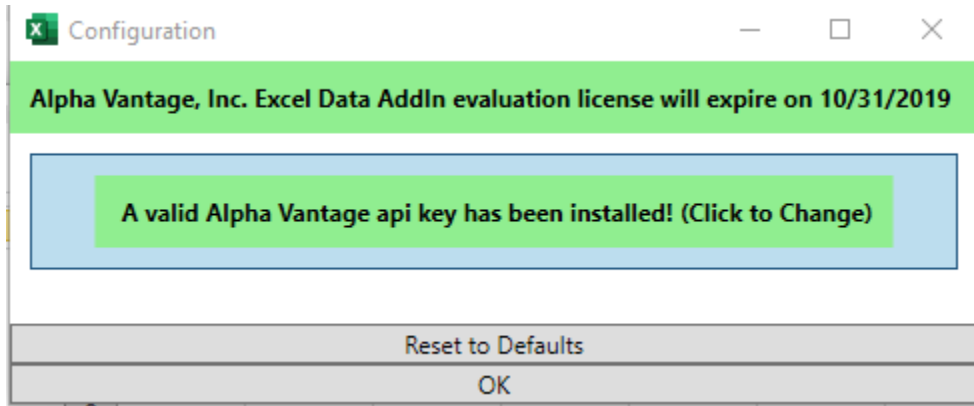 Configuration
Alpha Vantage, Inc. Excel Data AddIn evaluation license will expire on 10/31/2019
A valid Alpha Vantage api key has been installed! (Click to Change)
Reset to Defaults
OK